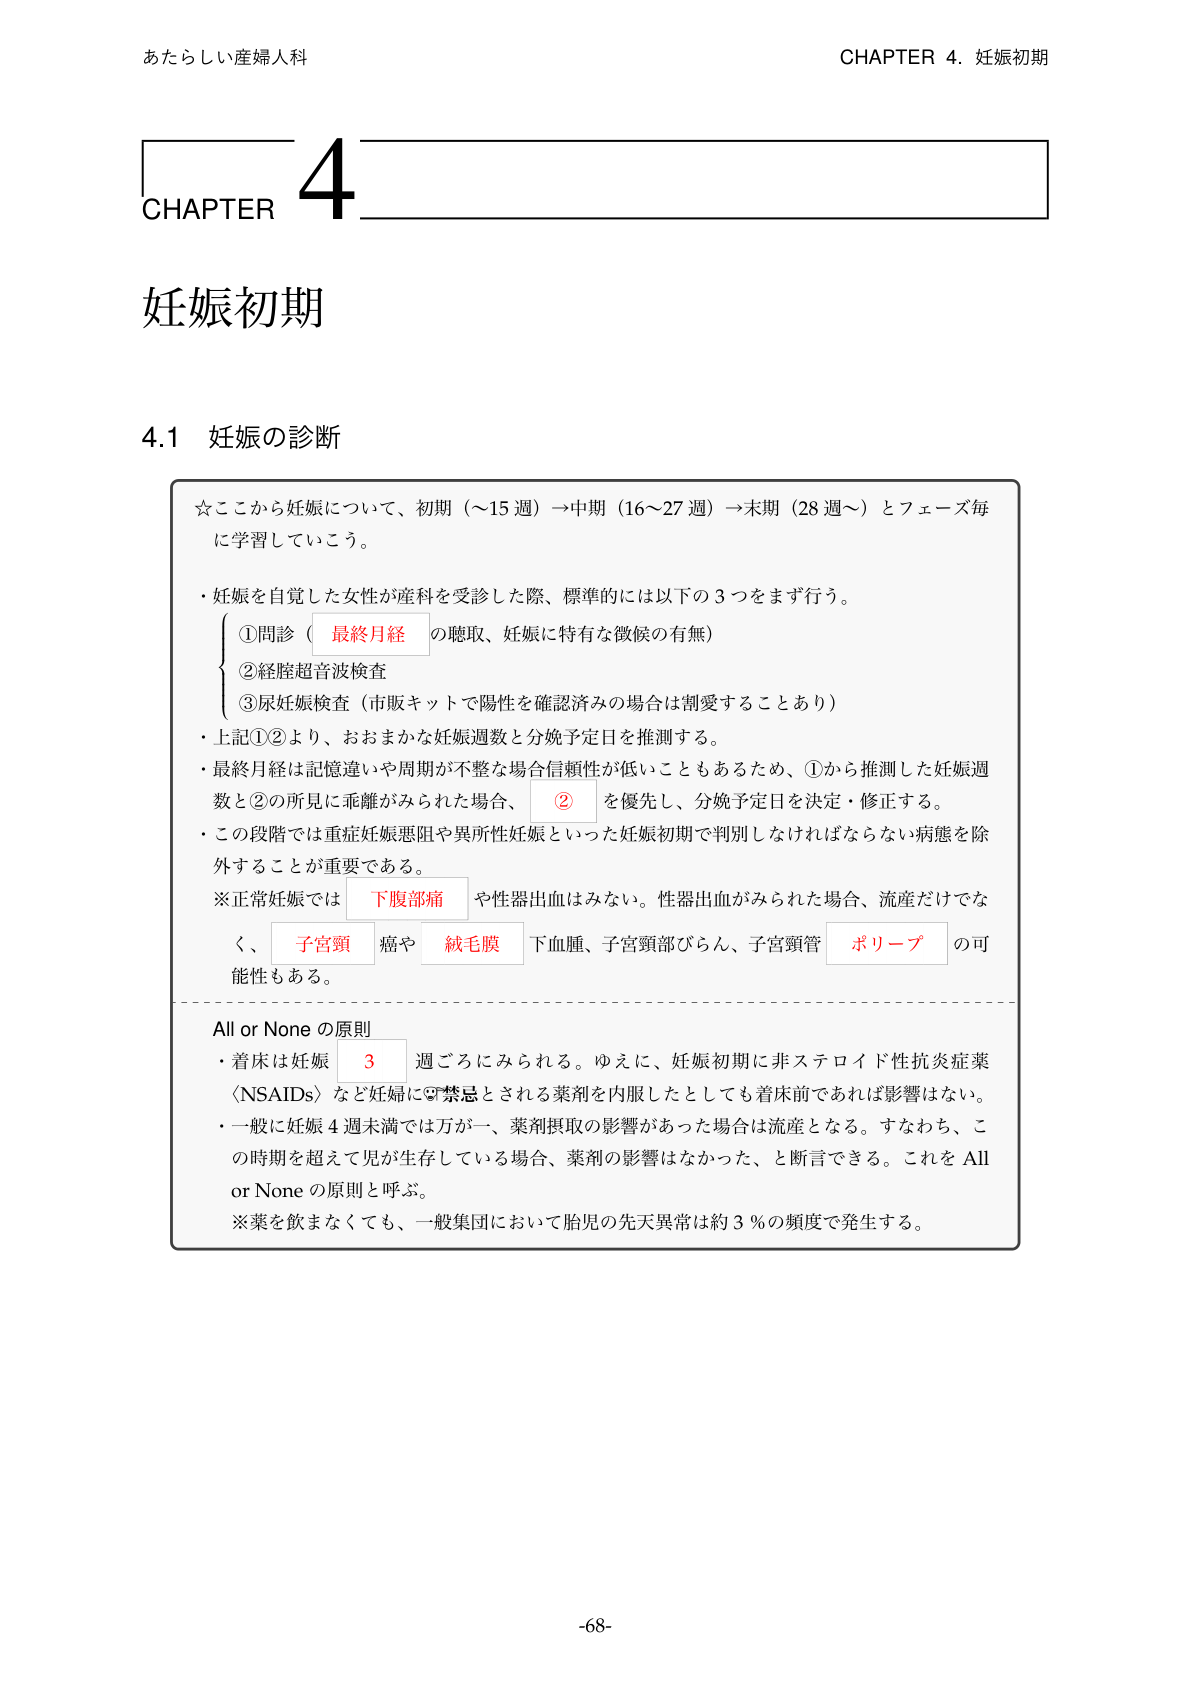 あたらしい産婦人科
CHAPTER 4. 妊娠初期
CHAPTER 4
妊娠初期
4.1 妊娠の診断
☆ここから妊娠について、初期（〜15 週）→中期（16〜27 週）→末期（28 週〜）とフェーズ毎
に学習していこう。
・妊娠を自覚した女性が産科を受診した際、標準的には以下の 3 つをまず行う。
①問診（ 最終月経 の聴取、妊娠に特有な徴候の有無）
②経腟超音波検査
③尿妊娠検査（市販キットで陽性を確認済みの場合は割愛することあり）
・上記①②より、おおまかな妊娠週数と分娩予定日を推測する。
・最終月経は記憶違いや周期が不整な場合信頼性が低いこともあるため、①から推測した妊娠週
数と②の所見に乖離がみられた場合、 ② を優先し、分娩予定日を決定・修正する。
・この段階では重症妊娠悪阻や異所性妊娠といった妊娠初期で判別しなければならない病態を除
外することが重要である。
※正常妊娠では 下腹部痛 や性器出血はみない。性器出血がみられた場合、流産だけでな
く、 子宮頸 癌や 絨毛膜 下血腫、子宮頸部びらん、子宮頸管 ポリープ の可
能性もある。
All or None の原則
・着床は妊娠 3 週ごろにみられる。ゆえに、妊娠初期に非ステロイド性抗炎症薬
〈NSAIDs〉など妊婦に禁忌とされる薬剤を内服したとしても着床前であれば影響はない。
・一般に妊娠 4 週未満では万が一、薬剤摂取の影響があった場合は流産となる。すなわち、こ
の時期を超えて児が生存している場合、薬剤の影響はなかった、と断言できる。これを All
or None の原則と呼ぶ。
※薬を飲まなくても、一般集団において胎児の先天異常は約 3 %の頻度で発生する。
-68-